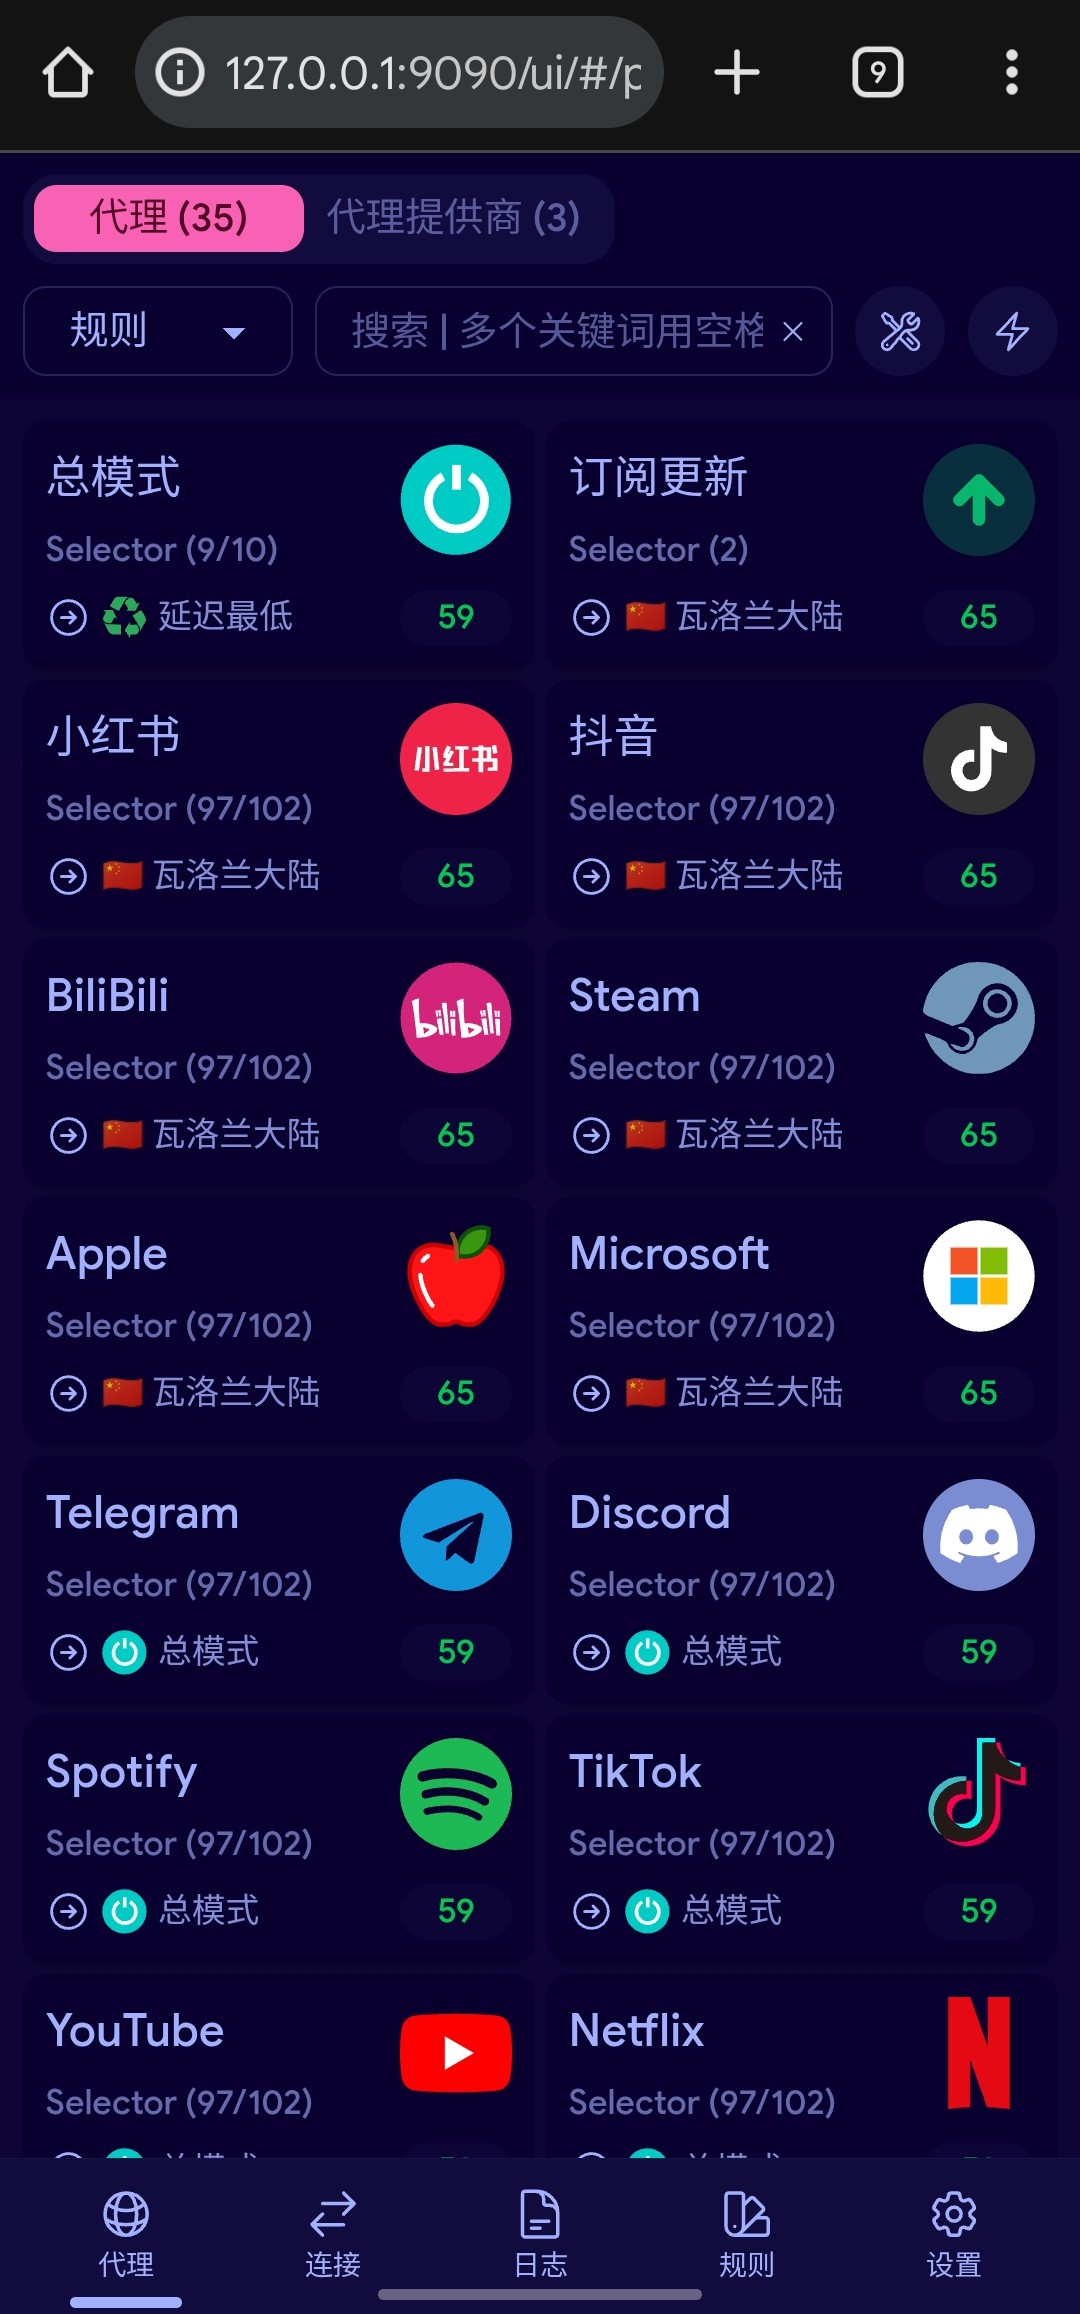 127.0.0.1:9090/ui/#/p
9
代理 (35)
代理提供商 (3)
规则
搜索 | 多个关键词用空格
总模式
Selector (9/10)
延迟最低
59
订阅更新
Selector (2)
瓦洛兰大陆
65
小红书
小红书
Selector (97/102)
瓦洛兰大陆
65
抖音
Selector (97/102)
瓦洛兰大陆
65
BiliBili
bilibili
Selector (97/102)
瓦洛兰大陆
65
Steam
Selector (97/102)
瓦洛兰大陆
65
Apple
Selector (97/102)
瓦洛兰大陆
65
Microsoft
Selector (97/102)
瓦洛兰大陆
65
Telegram
Selector (97/102)
总模式
59
Discord
Selector (97/102)
总模式
59
Spotify
Selector (97/102)
总模式
59
TikTok
Selector (97/102)
总模式
59
YouTube
Selector (97/102)
Netflix
N
Selector (97/102)
代理
连接
日志
规则
设置